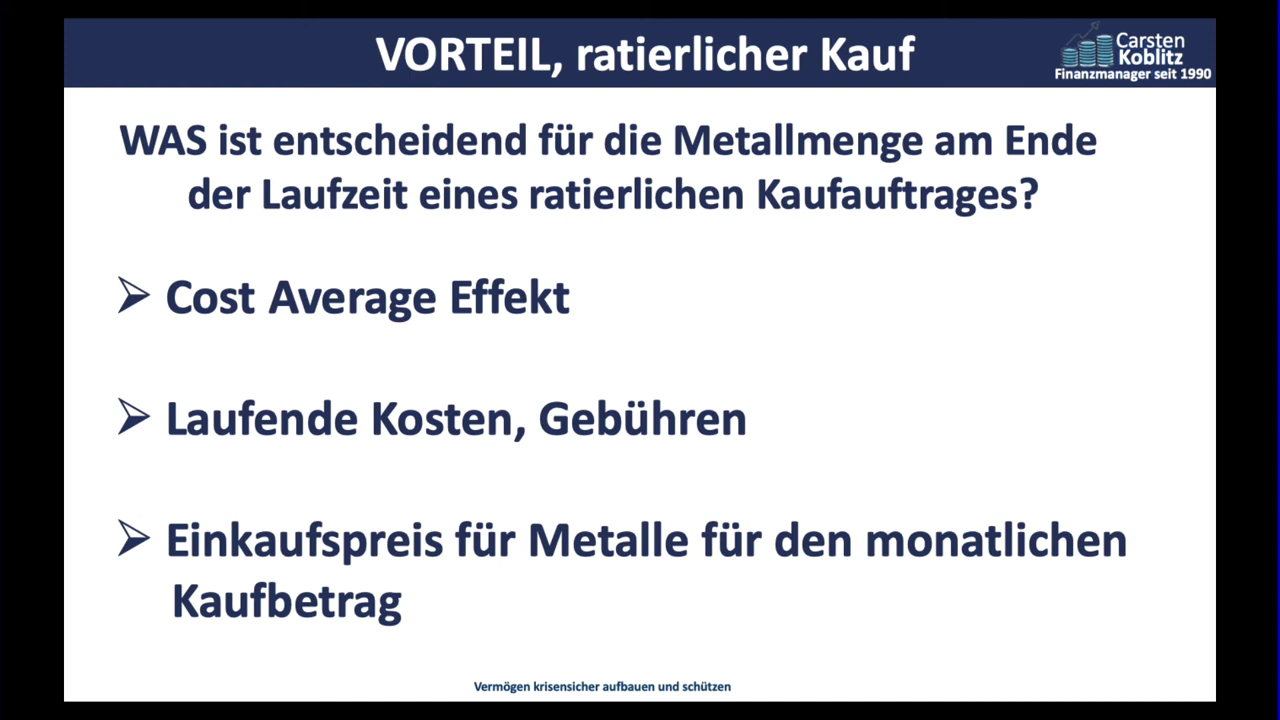 VORTEIL, ratierlicher Kauf
Carsten
Koblitz
Finanzmanager seit 1990
WAS ist entscheidend für die Metallmenge am Ende
der Laufzeit eines ratierlichen Kaufauftrages?
➢ Cost Average Effekt
➢ Laufende Kosten, Gebühren
➢ Einkaufspreis für Metalle für den monatlichen
Kaufbetrag
Vermögen krisensicher aufbauen und schützen